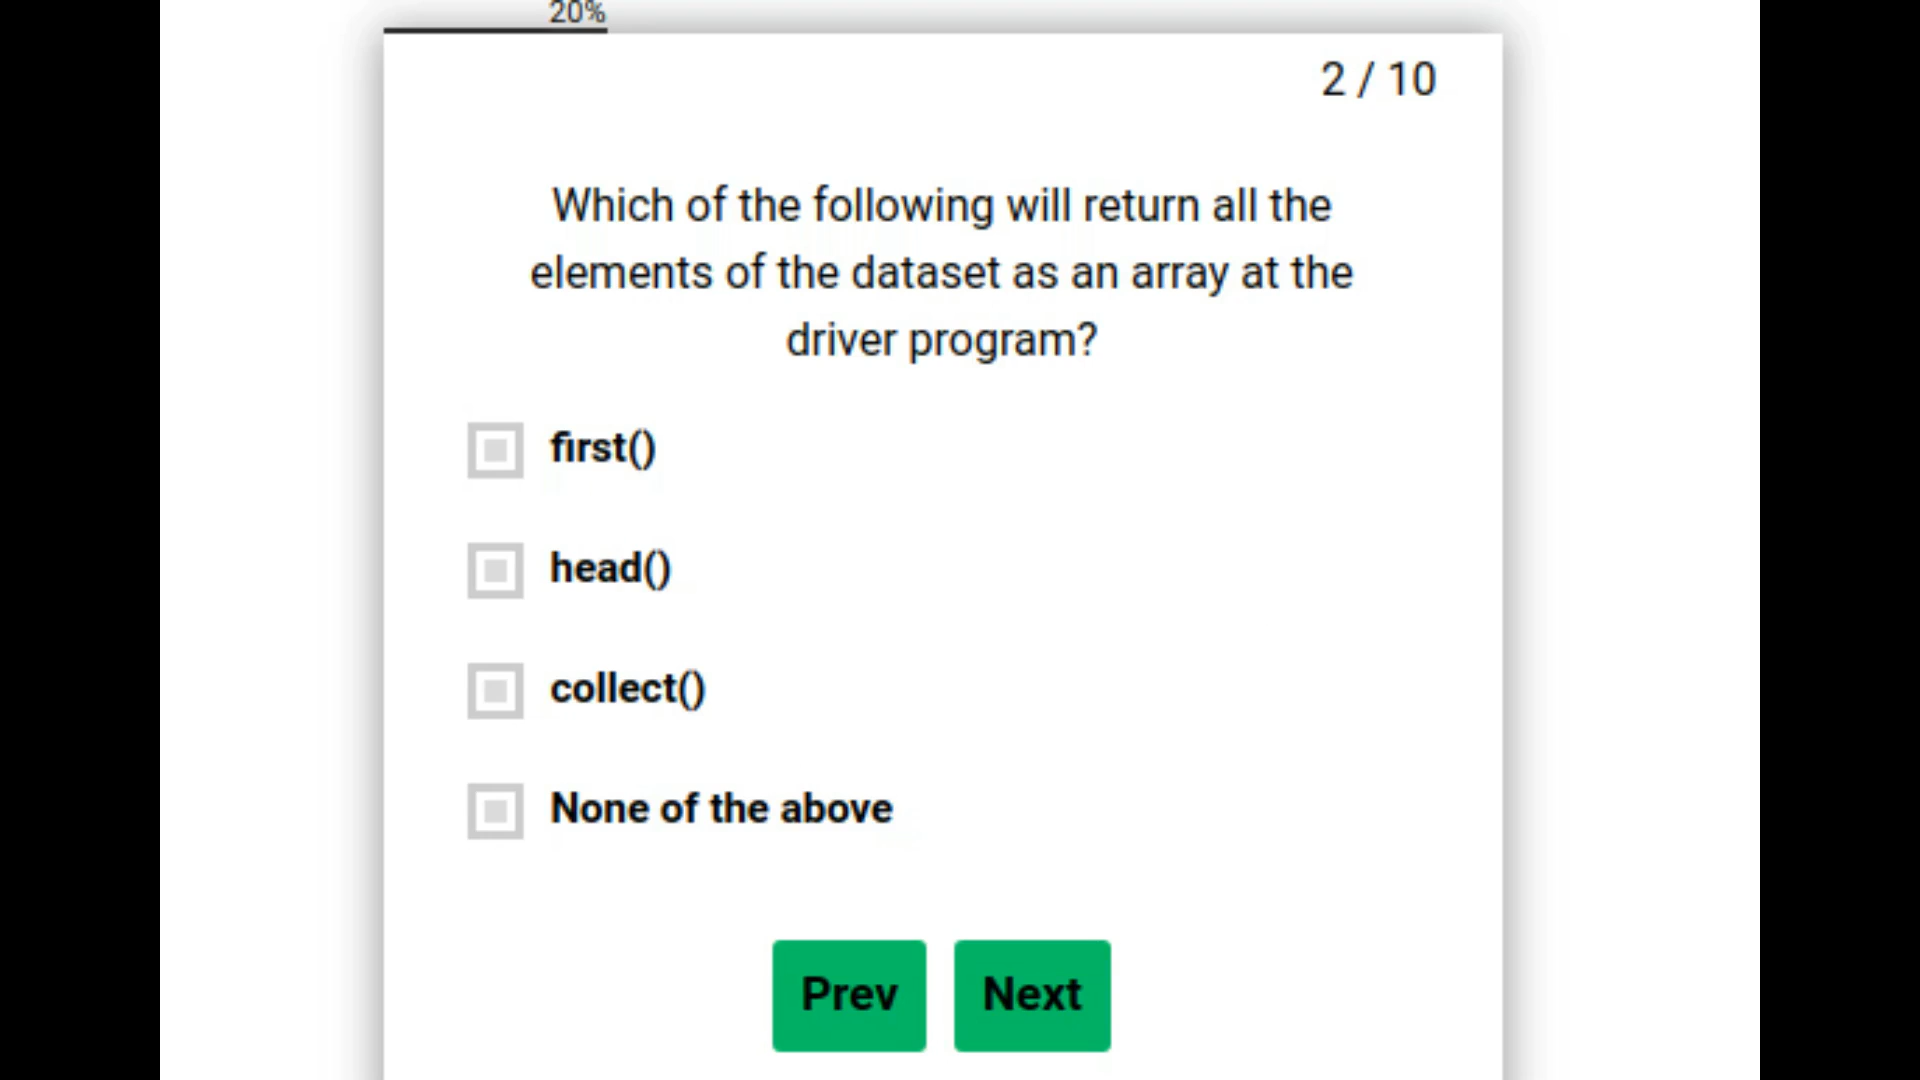 20%
2 / 10
Which of the following will return all the
elements of the dataset as an array at the
driver program?
first()
head()
collect()
None of the above
Prev Next